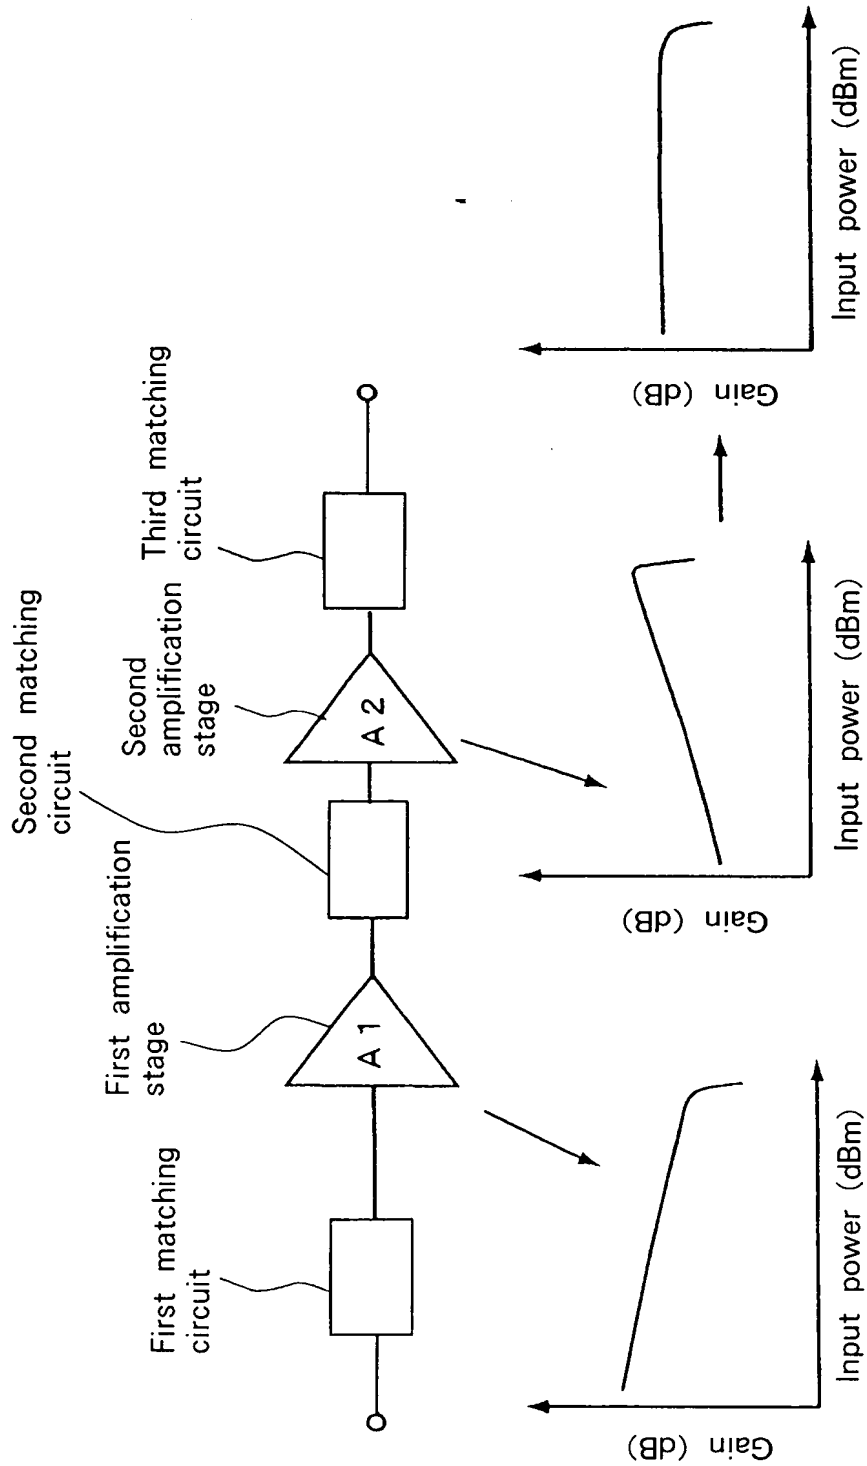 First matching
circuit
First amplification
stage
Second matching
circuit
Second
amplification
stage
Third matching
circuit
A 1
A 2
Gain (dB)
Input power (dBm)
Gain (dB)
Input power (dBm)
Gain (dB)
Input power (dBm)